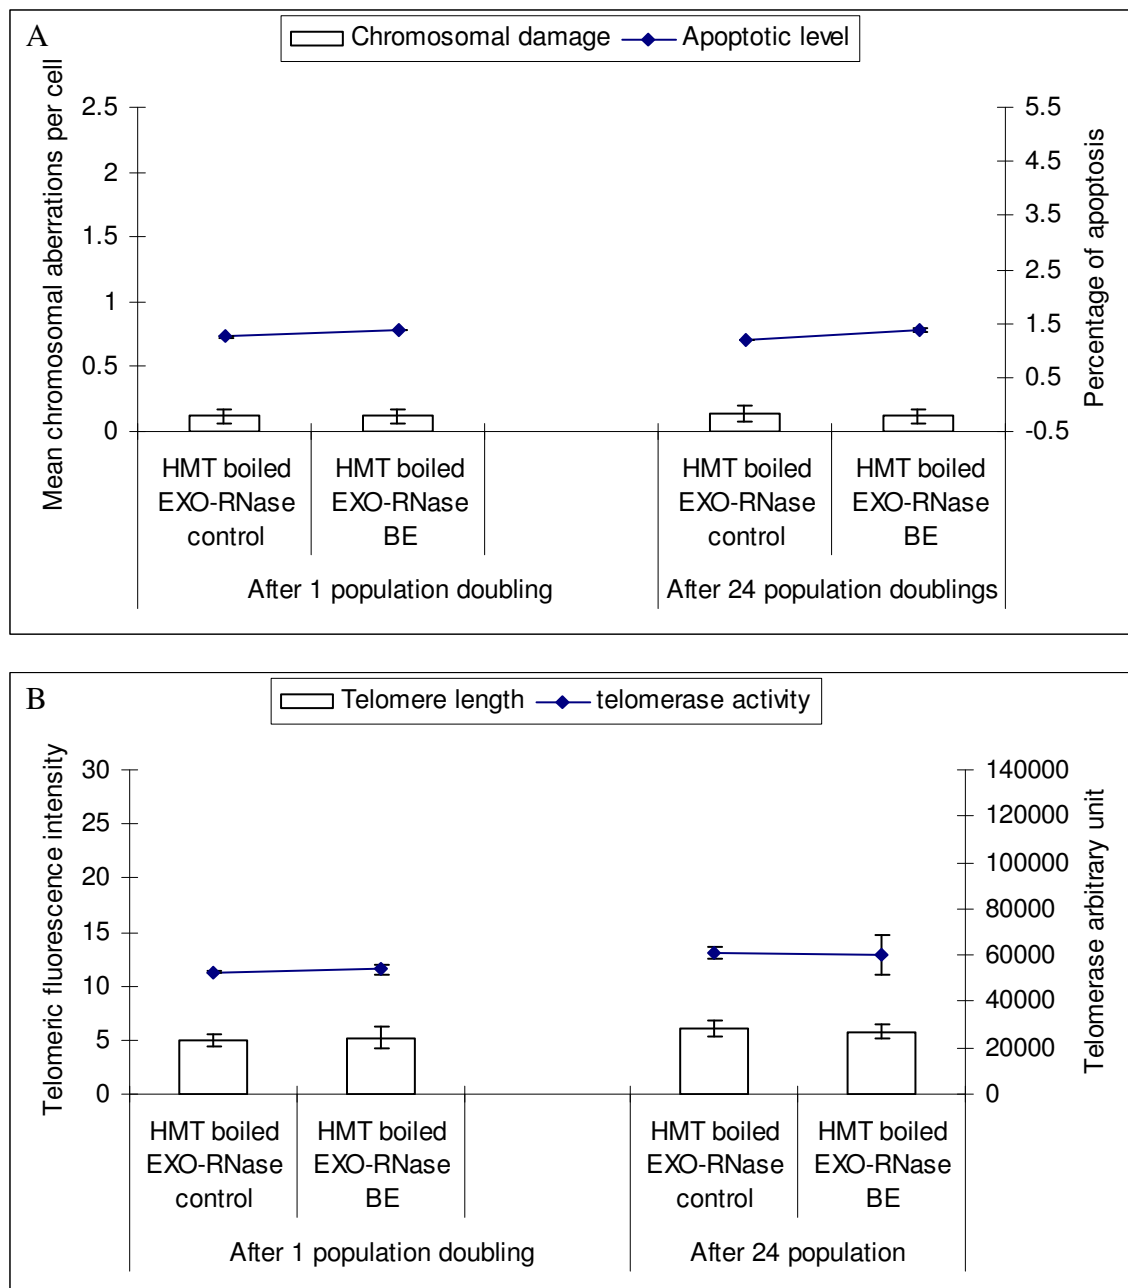 A
Chromosomal damage Apoptotic level
Mean chromosomal aberrations per cell
2.5
2
1.5
1
0.5
0
5.5
4.5
3.5
2.5
1.5
0.5
-0.5
Percentage of apoptosis
HMT boiled HMT boiled HMT boiled HMT boiled
EXO-RNase EXO-RNase EXO-RNase EXO-RNase
control BE control BE
After 1 population doubling After 24 population doublings
B
Telomere length telomerase activity
Telomeric fluorescence intensity
30
25
20
15
10
5
0
140000
120000
100000
80000
60000
40000
20000
0
Telomerase arbitrary unit
HMT boiled HMT boiled HMT boiled HMT boiled
EXO-RNase EXO-RNase EXO-RNase EXO-RNase
control BE control BE
After 1 population doubling After 24 population